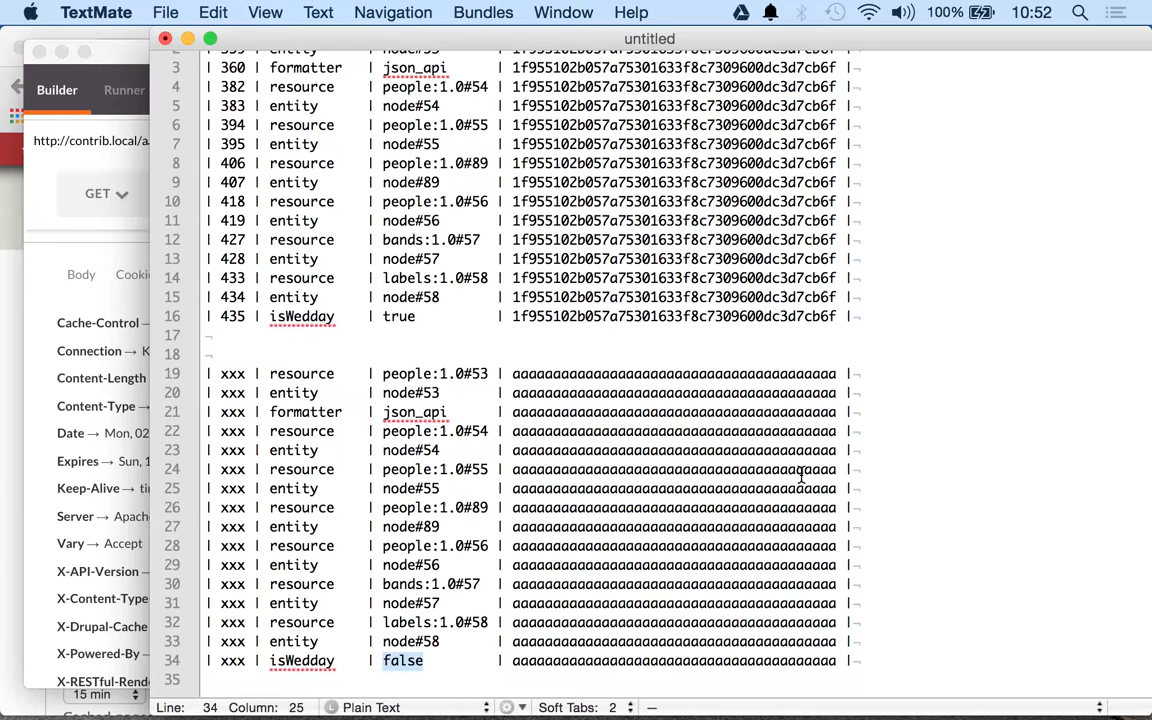 TextMate File Edit View Text Navigation Bundles Window Help 100% 10:52
untitled
3 | 360 | formatter | json_api | 1f955102b057a75301633f8c7309600dc3d7cb6f |¬
4 | 382 | resource | people:1.0#54 | 1f955102b057a75301633f8c7309600dc3d7cb6f |¬
5 | 383 | entity | node#54 | 1f955102b057a75301633f8c7309600dc3d7cb6f |¬
6 | 394 | resource | people:1.0#55 | 1f955102b057a75301633f8c7309600dc3d7cb6f |¬
7 | 395 | entity | node#55 | 1f955102b057a75301633f8c7309600dc3d7cb6f |¬
8 | 406 | resource | people:1.0#89 | 1f955102b057a75301633f8c7309600dc3d7cb6f |¬
9 | 407 | entity | node#89 | 1f955102b057a75301633f8c7309600dc3d7cb6f |¬
10 | 418 | resource | people:1.0#56 | 1f955102b057a75301633f8c7309600dc3d7cb6f |¬
11 | 419 | entity | node#56 | 1f955102b057a75301633f8c7309600dc3d7cb6f |¬
12 | 427 | resource | bands:1.0#57 | 1f955102b057a75301633f8c7309600dc3d7cb6f |¬
13 | 428 | entity | node#57 | 1f955102b057a75301633f8c7309600dc3d7cb6f |¬
14 | 433 | resource | labels:1.0#58 | 1f955102b057a75301633f8c7309600dc3d7cb6f |¬
15 | 434 | entity | node#58 | 1f955102b057a75301633f8c7309600dc3d7cb6f |¬
16 | 435 | isWedday | true | 1f955102b057a75301633f8c7309600dc3d7cb6f |¬
17 ¬
18 ¬
19 | xxx | resource | people:1.0#53 | aaaaaaaaaaaaaaaaaaaaaaaaaaaaaaaaaaaaaaaa |¬
20 | xxx | entity | node#53 | aaaaaaaaaaaaaaaaaaaaaaaaaaaaaaaaaaaaaaaa |¬
21 | xxx | formatter | json_api | aaaaaaaaaaaaaaaaaaaaaaaaaaaaaaaaaaaaaaaa |¬
22 | xxx | resource | people:1.0#54 | aaaaaaaaaaaaaaaaaaaaaaaaaaaaaaaaaaaaaaaa |¬
23 | xxx | entity | node#54 | aaaaaaaaaaaaaaaaaaaaaaaaaaaaaaaaaaaaaaaa |¬
24 | xxx | resource | people:1.0#55 | aaaaaaaaaaaaaaaaaaaaaaaaaaaaaaaaaaaaaaaa |¬
25 | xxx | entity | node#55 | aaaaaaaaaaaaaaaaaaaaaaaaaaaaaaaaaaaaaaaa |¬
26 | xxx | resource | people:1.0#89 | aaaaaaaaaaaaaaaaaaaaaaaaaaaaaaaaaaaaaaaa |¬
27 | xxx | entity | node#89 | aaaaaaaaaaaaaaaaaaaaaaaaaaaaaaaaaaaaaaaa |¬
28 | xxx | resource | people:1.0#56 | aaaaaaaaaaaaaaaaaaaaaaaaaaaaaaaaaaaaaaaa |¬
29 | xxx | entity | node#56 | aaaaaaaaaaaaaaaaaaaaaaaaaaaaaaaaaaaaaaaa |¬
30 | xxx | resource | bands:1.0#57 | aaaaaaaaaaaaaaaaaaaaaaaaaaaaaaaaaaaaaaaa |¬
31 | xxx | entity | node#57 | aaaaaaaaaaaaaaaaaaaaaaaaaaaaaaaaaaaaaaaa |¬
32 | xxx | resource | labels:1.0#58 | aaaaaaaaaaaaaaaaaaaaaaaaaaaaaaaaaaaaaaaa |¬
33 | xxx | entity | node#58 | aaaaaaaaaaaaaaaaaaaaaaaaaaaaaaaaaaaaaaaa |¬
34 | xxx | isWedday | false | aaaaaaaaaaaaaaaaaaaaaaaaaaaaaaaaaaaaaaaa |¬
35
Line: 34 Column: 25 Plain Text Soft Tabs: 2 —
Builder Runner
http://contrib.local/a
GET
Body Cooki
Cache-Control →
Connection → K
Content-Length
Content-Type →
Date → Mon, 02
Expires → Sun, 1
Keep-Alive → ti
Server → Apach
Vary → Accept
X-API-Version
X-Content-Type-
X-Drupal-Cache
X-Powered-By
X-RESTful-Rend
15 min